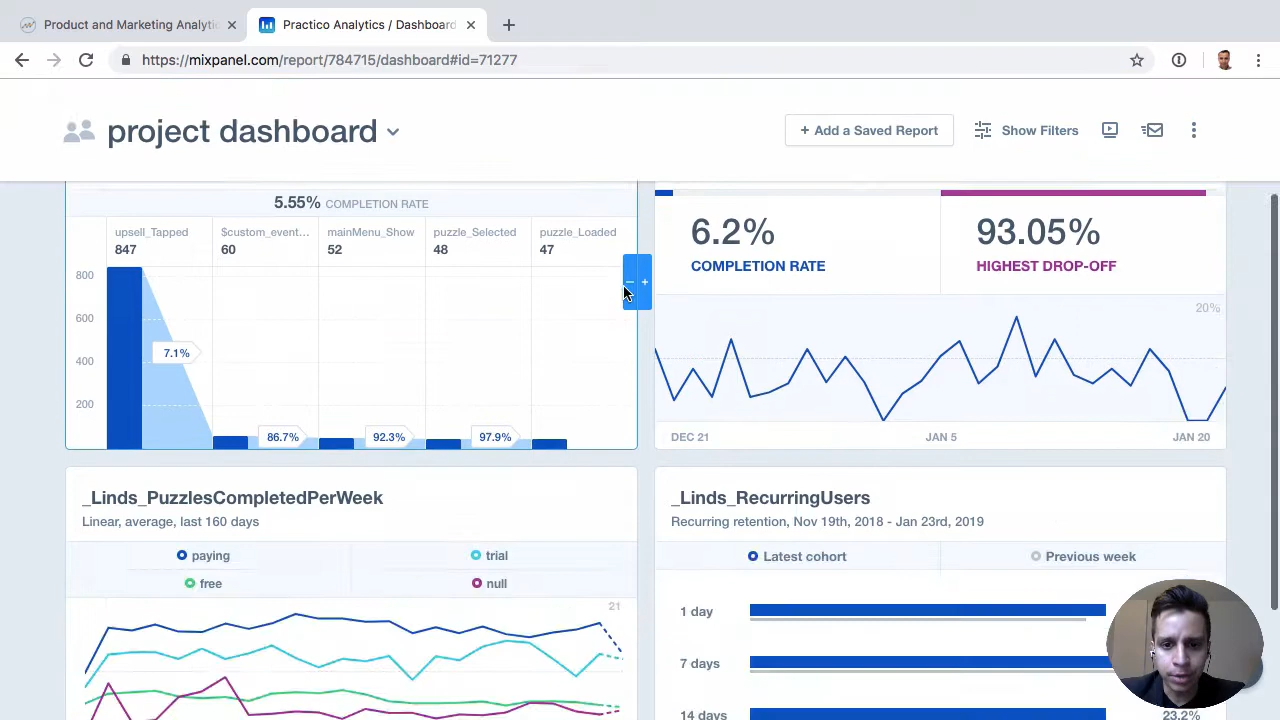 Product and Marketing Analytic
Practico Analytics / Dashboard
https://mixpanel.com/report/784715/dashboard#id=71277
project dashboard
+ Add a Saved Report
Show Filters
5.55% COMPLETION RATE
upsell_Tapped
847
$custom_event...
60
mainMenu_Show
52
puzzle_Selected
48
puzzle_Loaded
47
800
600
400
200
7.1%
86.7%
92.3%
97.9%
− +
6.2%
COMPLETION RATE
93.05%
HIGHEST DROP-OFF
20%
DEC 21
JAN 5
JAN 20
_Linds_PuzzlesCompletedPerWeek
Linear, average, last 160 days
paying
trial
free
null
21
_Linds_RecurringUsers
Recurring retention, Nov 19th, 2018 - Jan 23rd, 2019
Latest cohort
Previous week
1 day
7 days
14 days
23.2%